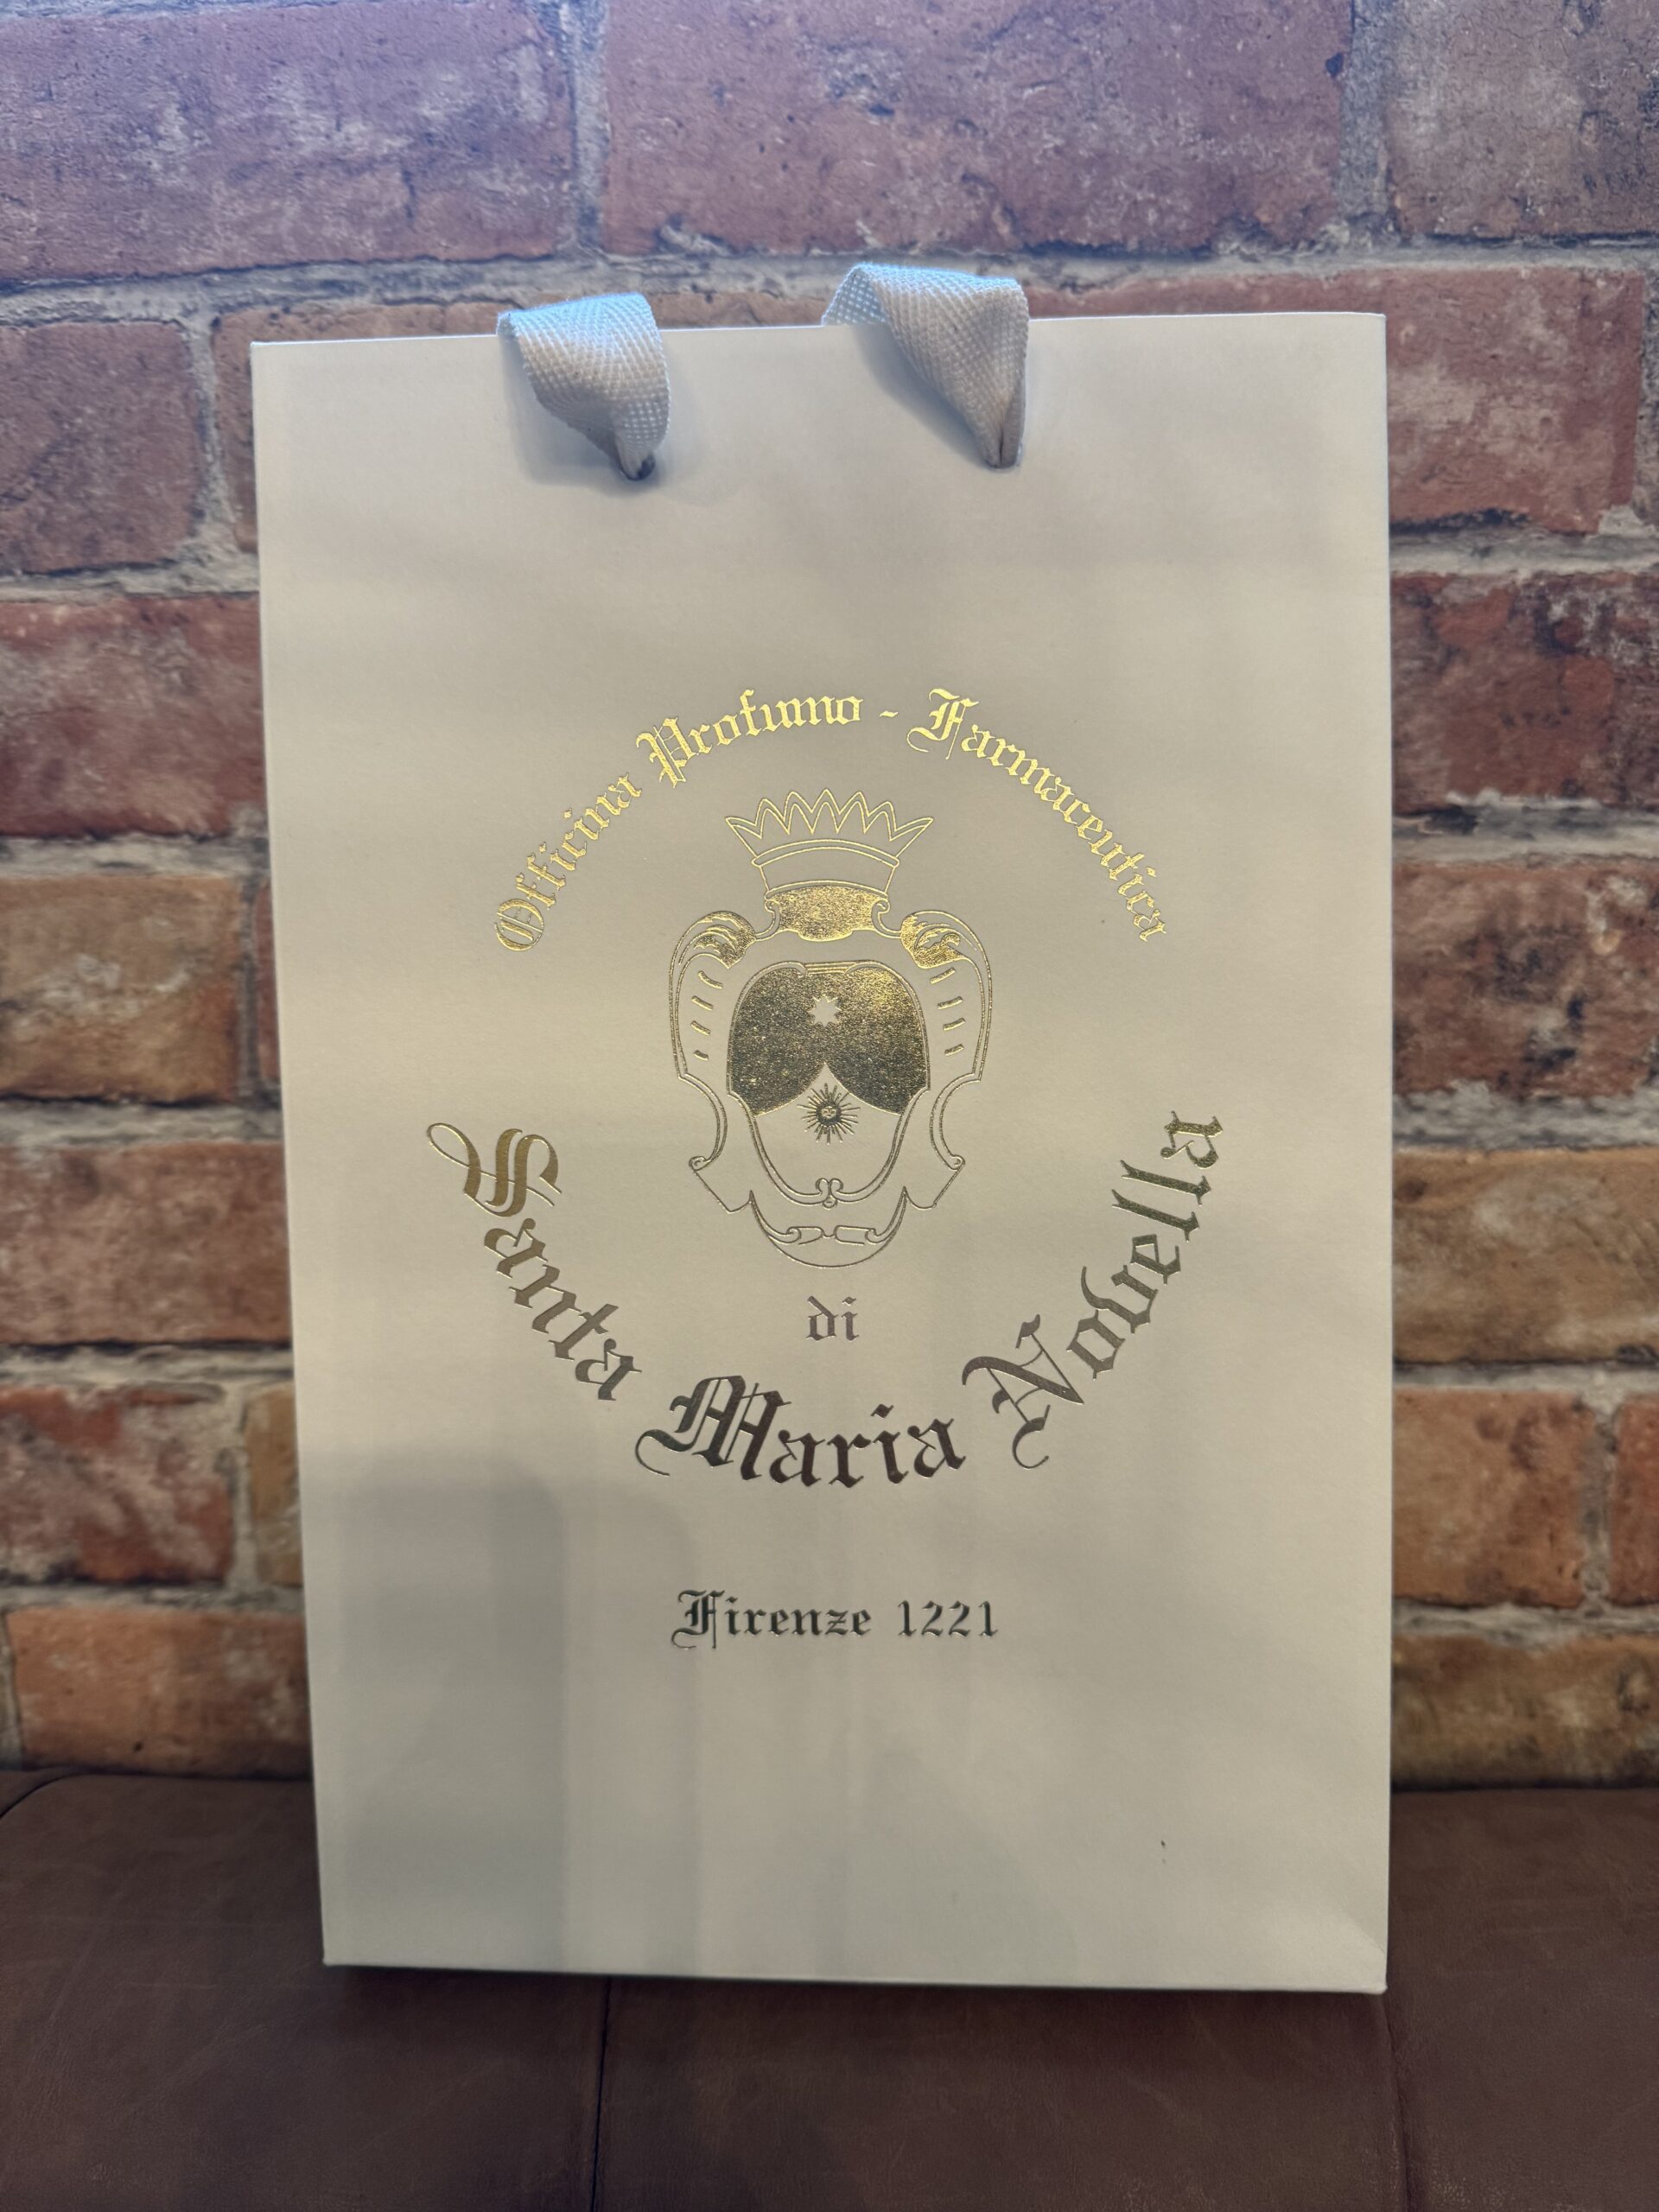 Officina Profumo - Farmaceutica
di
Santa Maria Novella
Firenze 1221